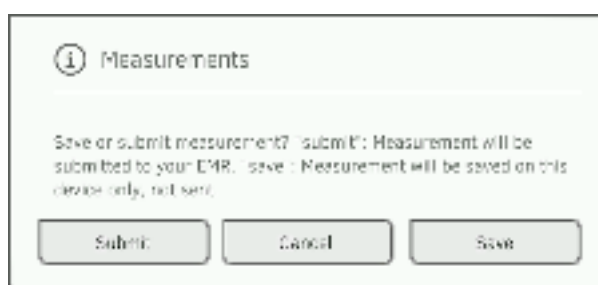 Measurements
Save or submit measurement? "submit": Measurement will be
submitted to your EMR. "save": Measurement will be saved on this
device only, not sent
Submit
Cancel
Save